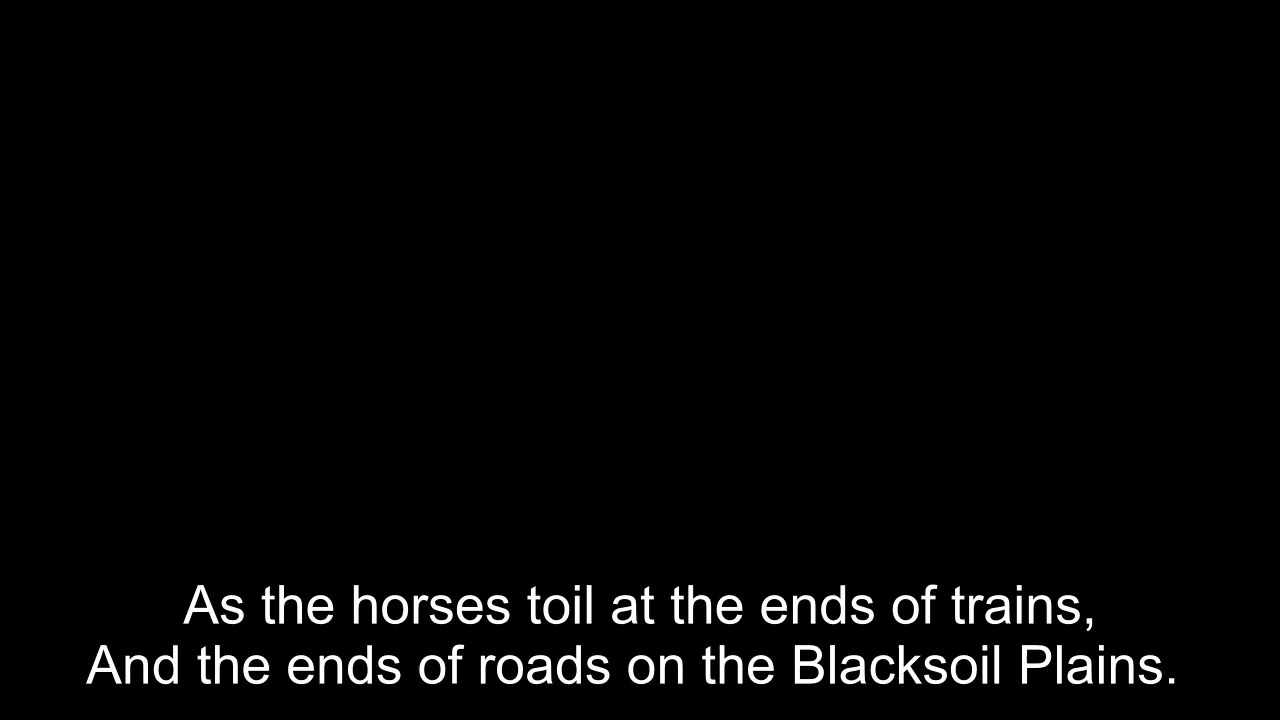 As the horses toil at the ends of trains,
And the ends of roads on the Blacksoil Plains.